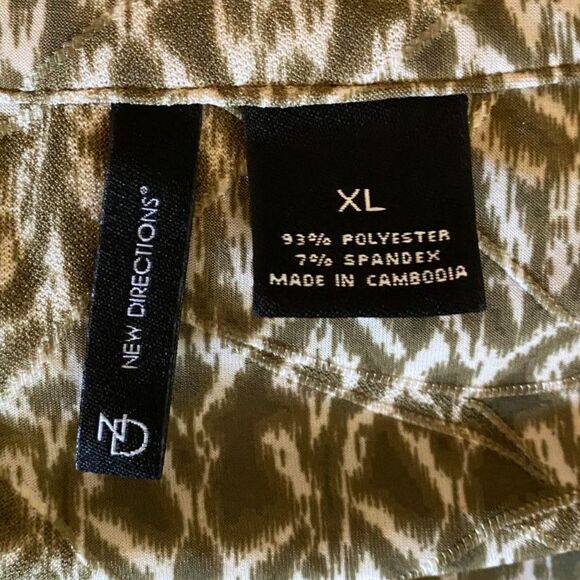 NEW DIRECTIONS®
ND
XL
93% POLYESTER
7% SPANDEX
MADE IN CAMBODIA